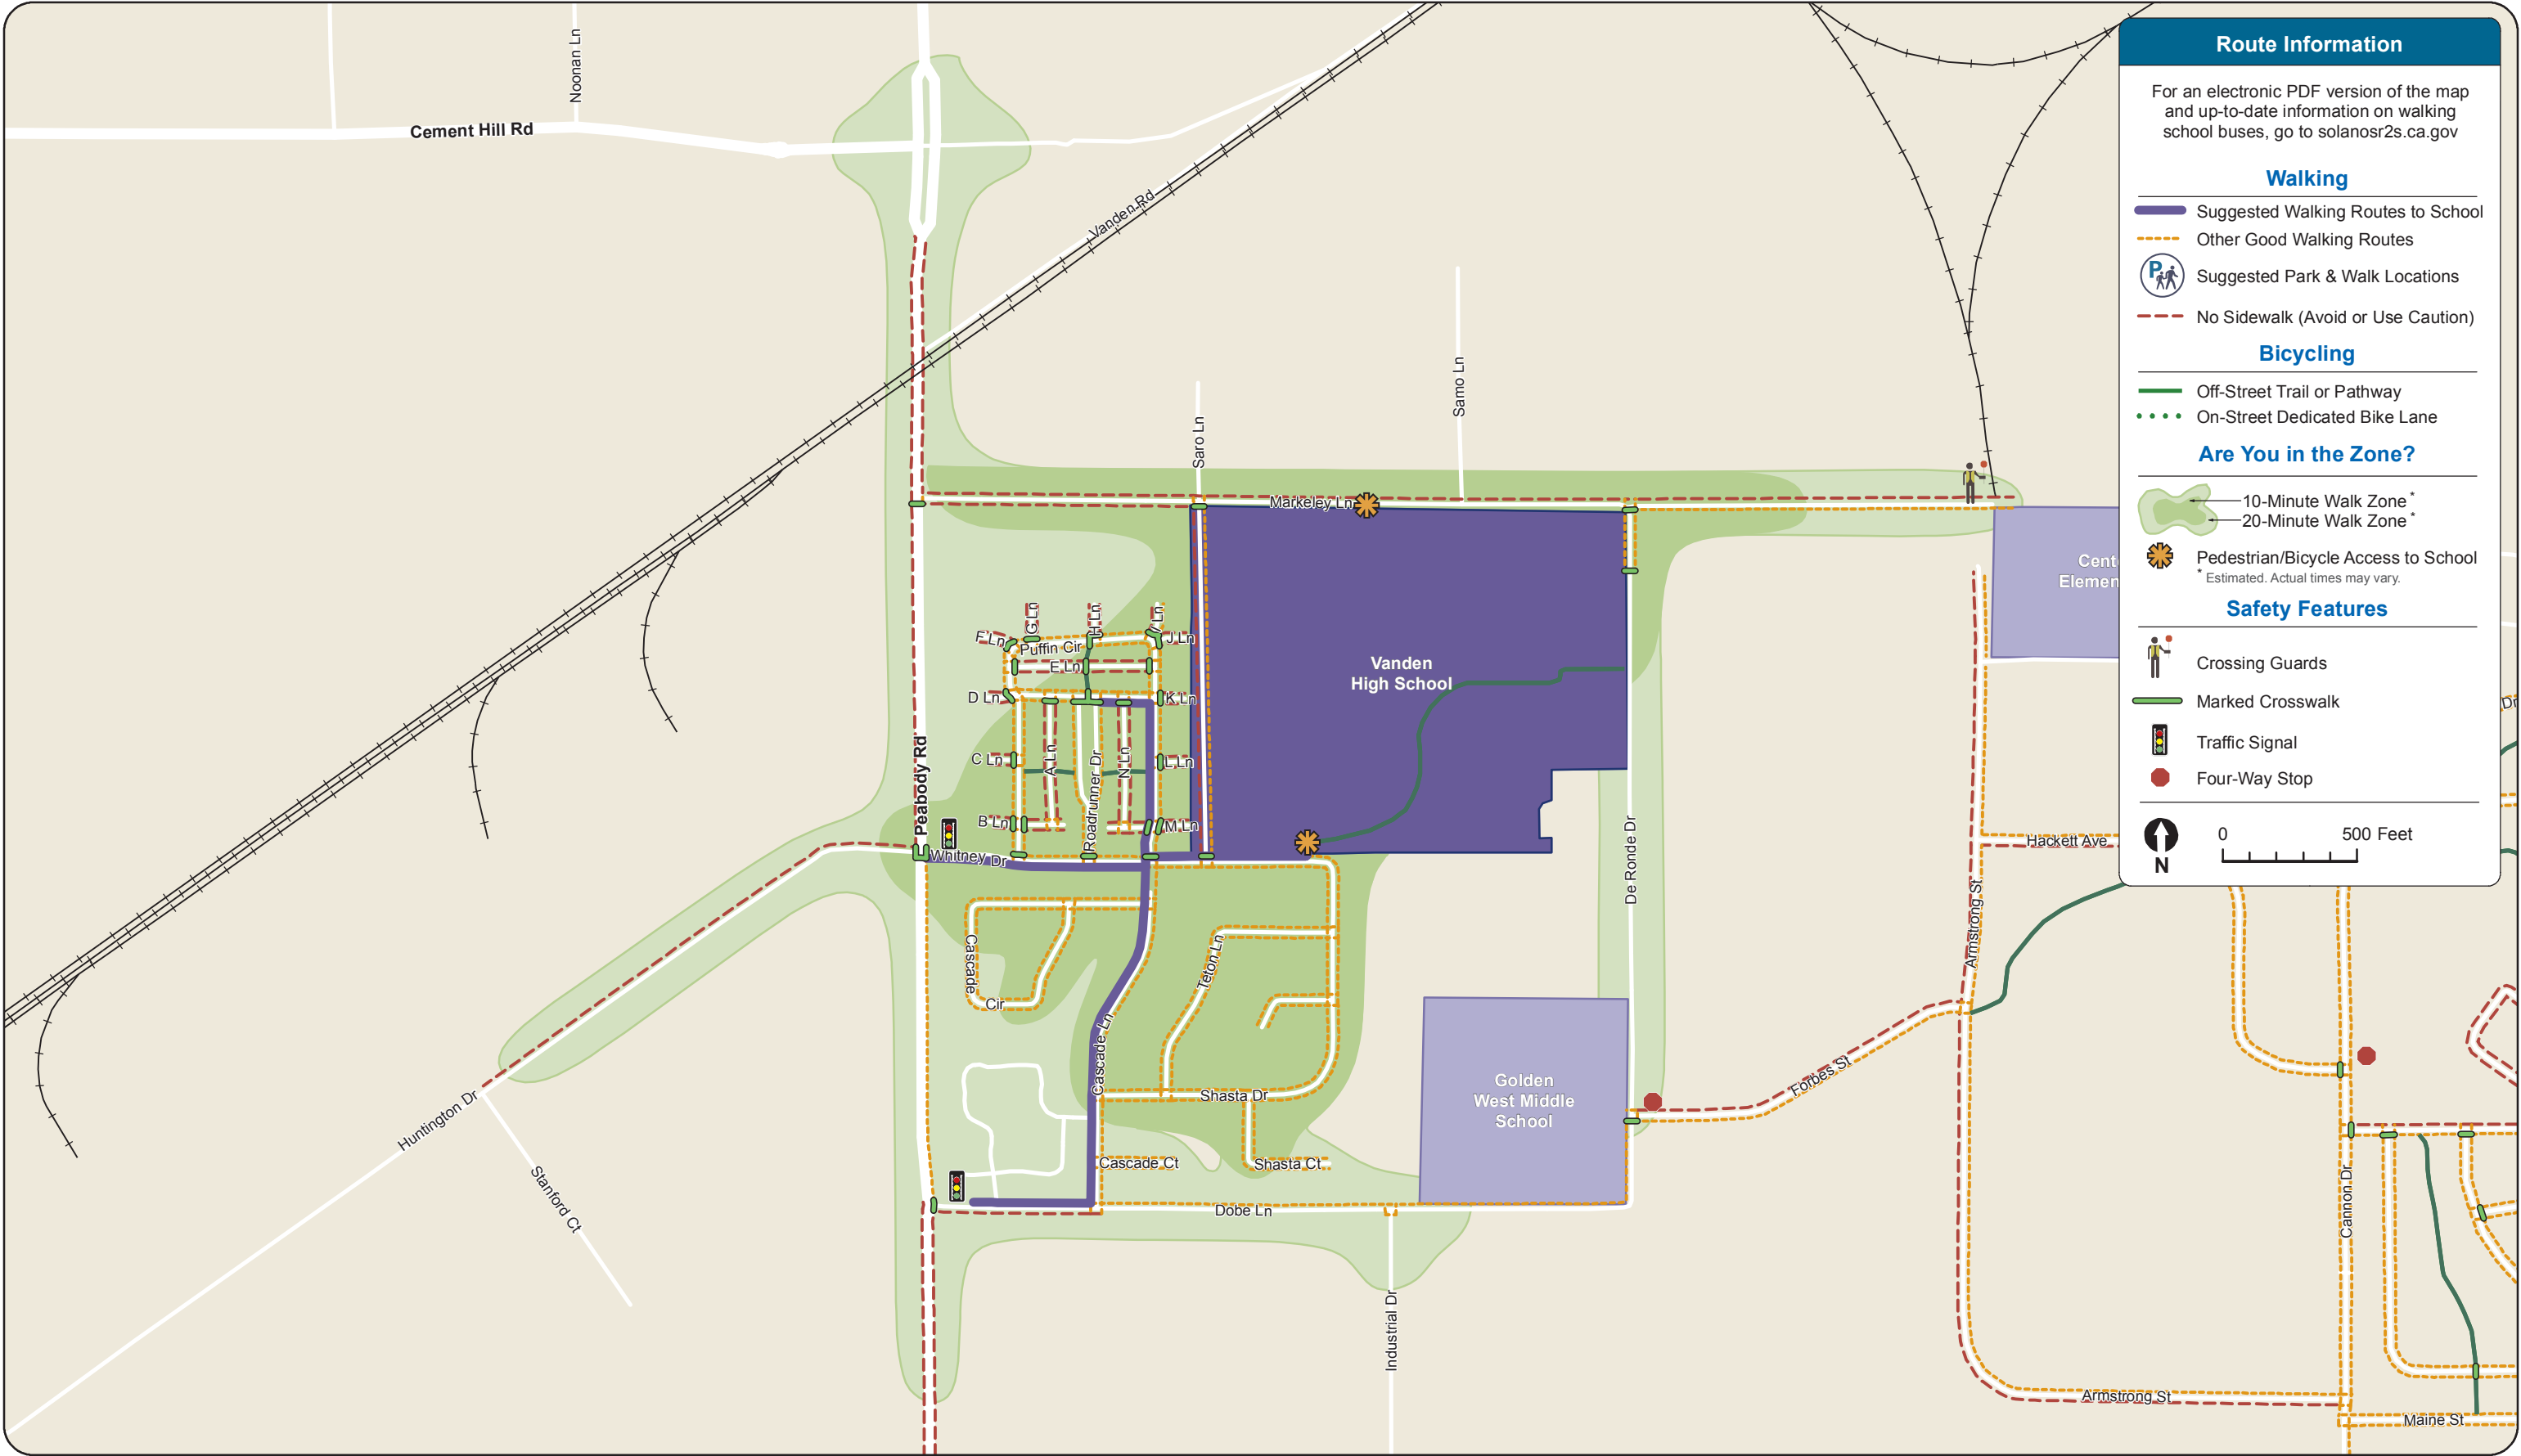 Noonan Ln
Cement Hill Rd
Vanden Rd
Saro Ln
Samo Ln
Markeley Ln
G Ln
H Ln
I Ln
F Ln
Puffin Cir
J Ln
E Ln
D Ln
K Ln
C Ln
A Ln
N Ln
L Ln
Roadrunner Dr
B Ln
M Ln
Peabody Rd
Whitney Dr
Vanden
High School
De Ronde Dr
Cascade
Cir
Teton Ln
Cascade Ln
Shasta Dr
Cascade Ct
Shasta Ct
Dobe Ln
Industrial Dr
Huntington Dr
Stanford Ct
Golden
West Middle
School
Forbes St
Armstrong St
Hackett Ave
Cent
Elemen
Dr
Cannon Dr
Armstrong St
Maine St
Route Information
For an electronic PDF version of the map
and up-to-date information on walking
school buses, go to solanosr2s.ca.gov
Walking
Suggested Walking Routes to School
Other Good Walking Routes
P
Suggested Park & Walk Locations
No Sidewalk (Avoid or Use Caution)
Bicycling
Off-Street Trail or Pathway
On-Street Dedicated Bike Lane
Are You in the Zone?
10-Minute Walk Zone *
20-Minute Walk Zone *
Pedestrian/Bicycle Access to School
* Estimated. Actual times may vary.
Safety Features
Crossing Guards
Marked Crosswalk
Traffic Signal
Four-Way Stop
N
0 500 Feet